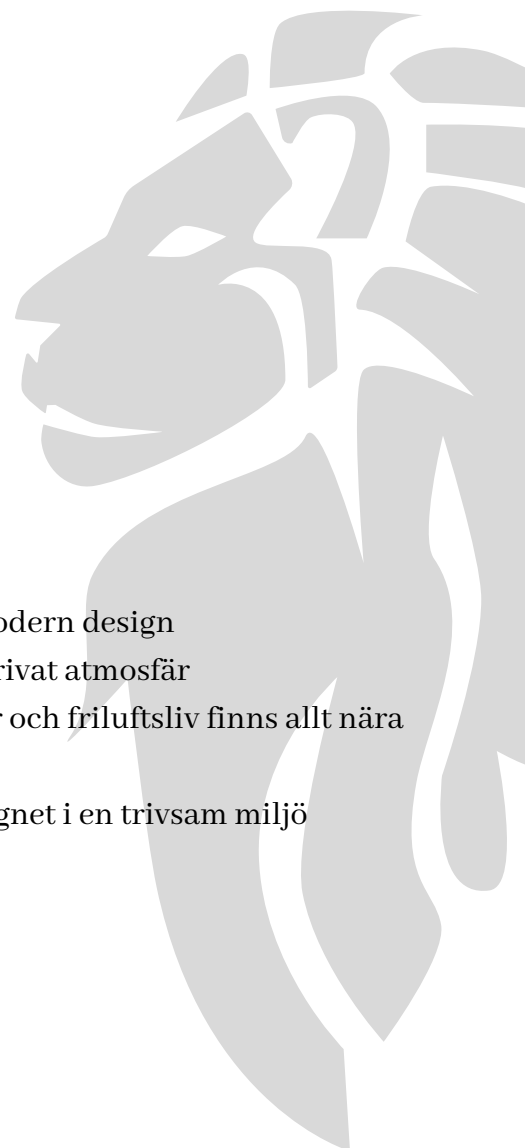 odern design
rivat atmosfär
r och friluftsliv finns allt nära
gnet i en trivsam miljö